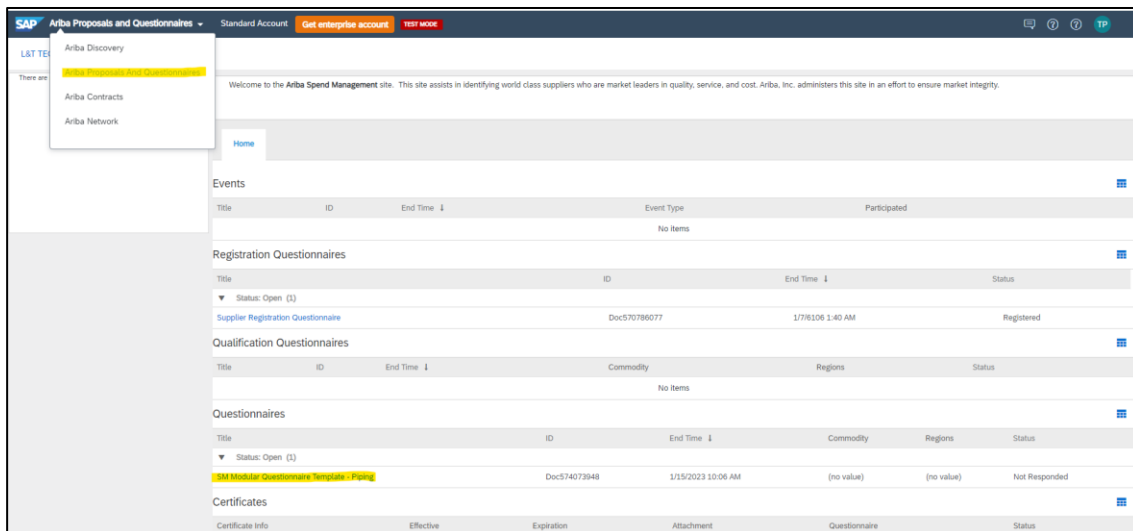 SAP Ariba Proposals and Questionnaires Standard Account Get enterprise account TEST MODE TP
L&T TEC
Ariba Discovery
Ariba Proposals And Questionnaires
Ariba Contracts
Ariba Network
There are
Welcome to the Ariba Spend Management site. This site assists in identifying world class suppliers who are market leaders in quality, service, and cost. Ariba, Inc. administers this site in an effort to ensure market integrity.
Home
Events
Title ID End Time ↓ Event Type Participated
No items
Registration Questionnaires
Title ID End Time ↓ Status
▼ Status: Open (1)
Supplier Registration Questionnaire Doc570786077 1/7/6106 1:40 AM Registered
Qualification Questionnaires
Title ID End Time ↓ Commodity Regions Status
No items
Questionnaires
Title ID End Time ↓ Commodity Regions Status
▼ Status: Open (1)
SM Modular Questionnaire Template - Piping Doc574073948 1/15/2023 10:06 AM (no value) (no value) Not Responded
Certificates
Certificate Info Effective Expiration Attachment Questionnaire Status